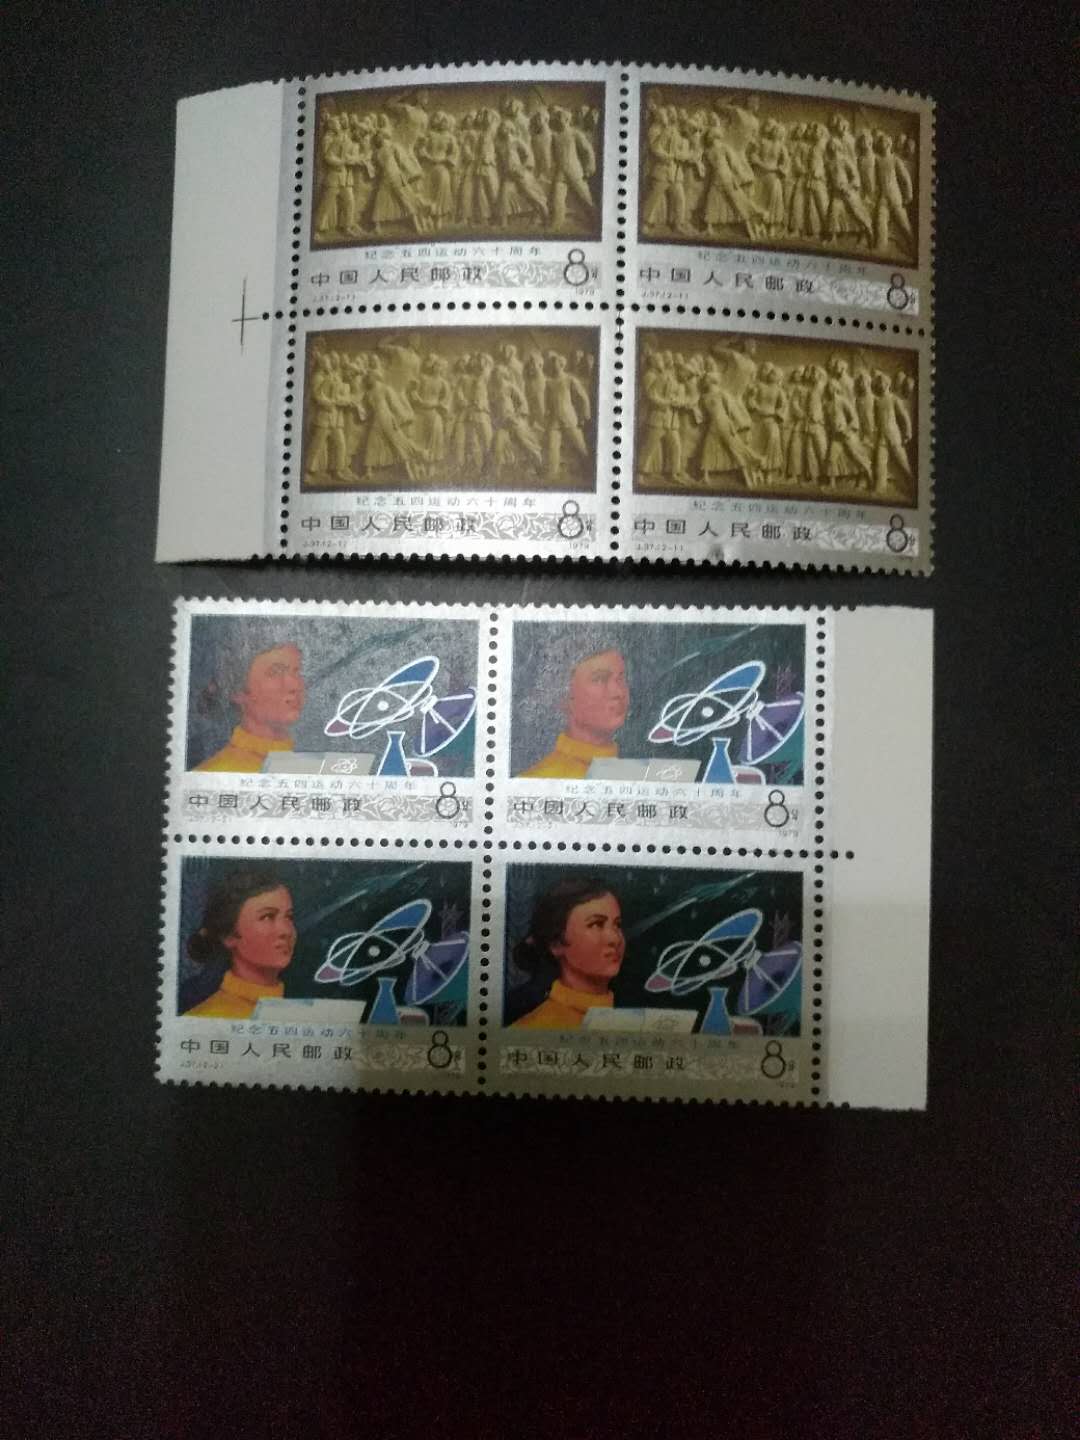 纪念五四运动六十周年
中国人民邮政 8分
J.37.(2-1) 1979
纪念五四运动六十周年
中国人民邮政 8分
J.37.(2-1)
纪念五四运动六十周年
中国人民邮政 8分
J.37.(2-1) 1979
纪念五四运动六十周年
中国人民邮政 8分
J.37.(2-1)
纪念五四运动六十周年
中国人民邮政 8分
1979
纪念五四运动六十周年
中国人民邮政 8分
1979
纪念五四运动六十周年
中国人民邮政 8分
J.37.(2-2) 1979
纪念五四运动六十周年
中国人民邮政 8分
1979